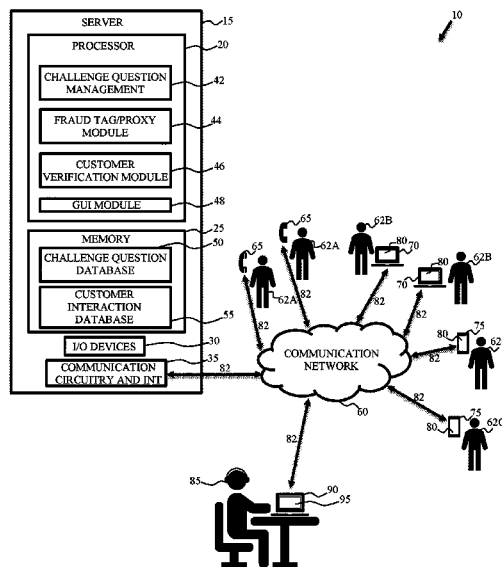 SERVER
15
10
PROCESSOR
20
CHALLENGE QUESTION
MANAGEMENT
42
FRAUD TAG/PROXY
MODULE
44
CUSTOMER
VERIFICATION MODULE
46
GUI MODULE
48
25
MEMORY
50
CHALLENGE QUESTION
DATABASE
CUSTOMER
INTERACTION
DATABASE
55
I/O DEVICES
30
COMMUNICATION
CIRCUITRY AND INT
35
82
65
62A
65
62A
62B
80
70
80
70
62B
82
82
82
82
COMMUNICATION
NETWORK
60
82
80
75
62
82
80
75
62C
82
85
90
95